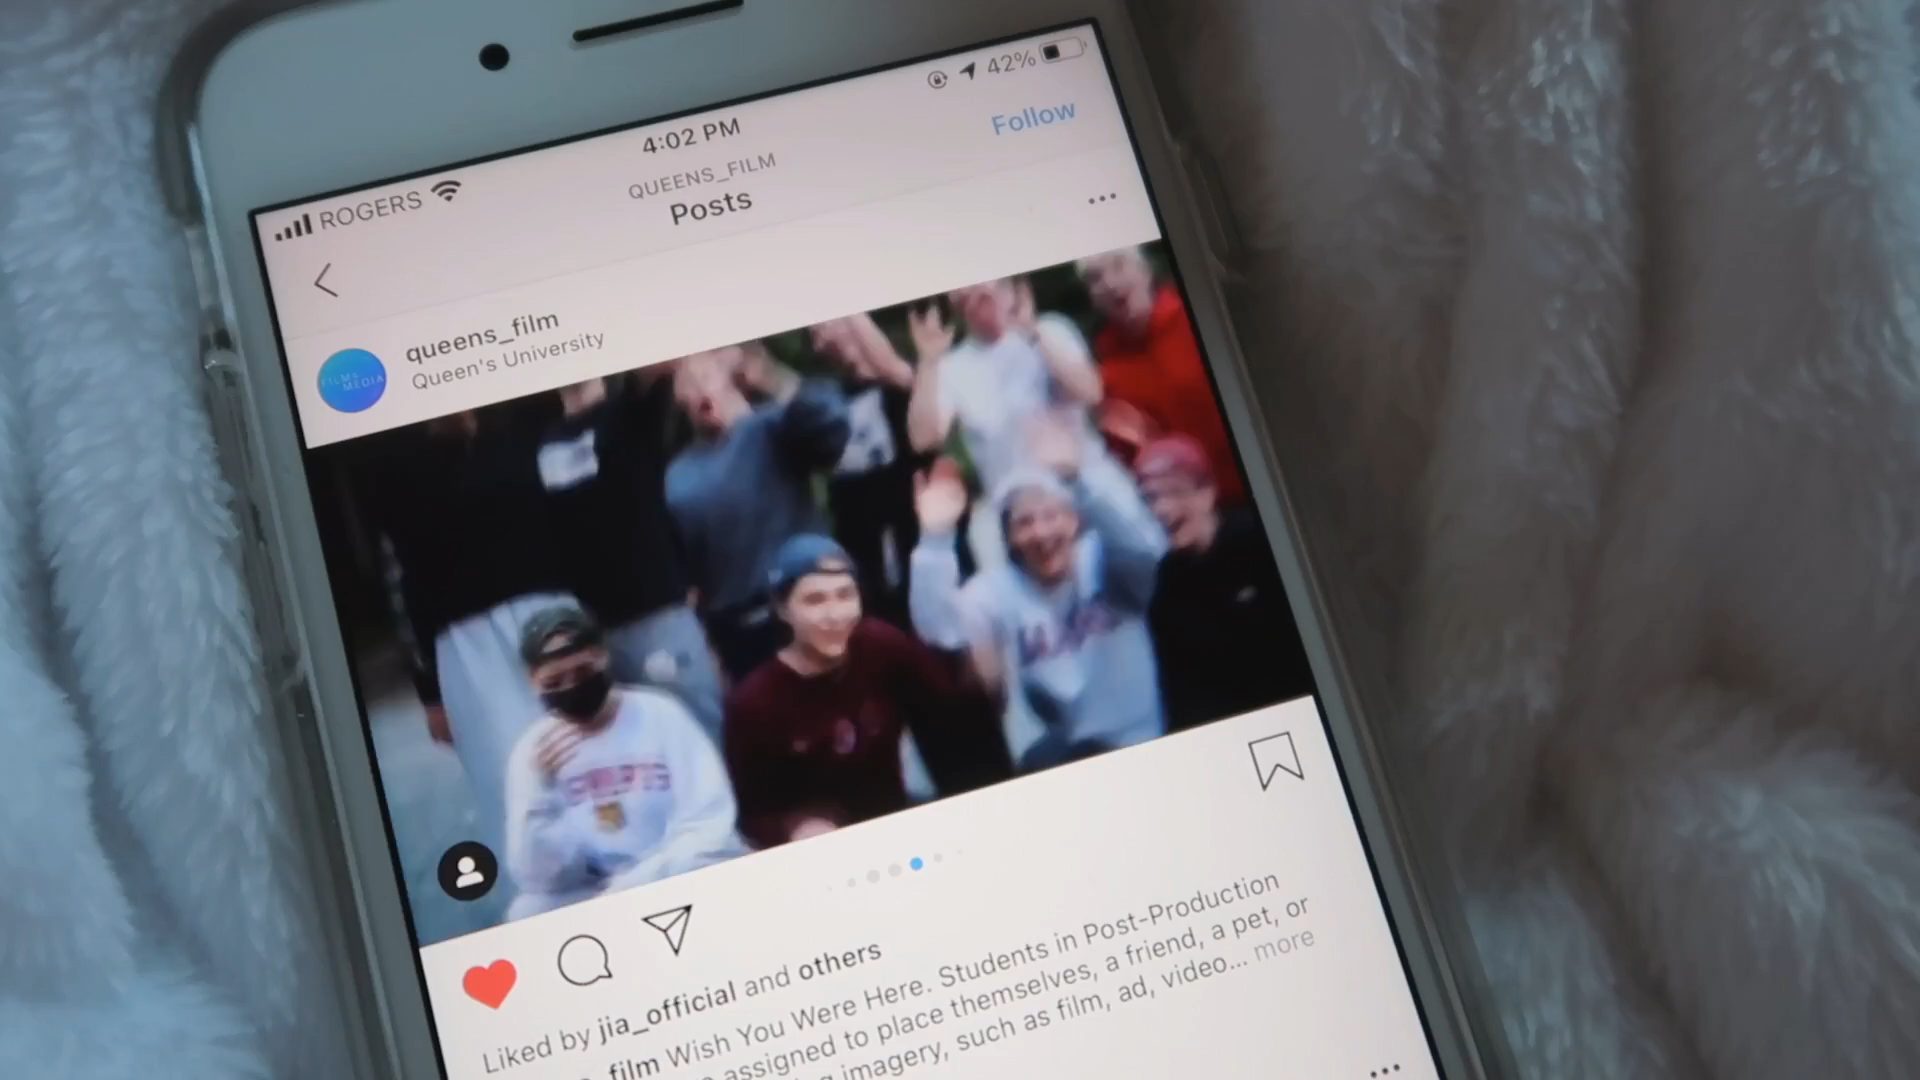 ROGERS
4:02 PM
42%
QUEENS_FILM
Posts
Follow
queens_film
Queen's University
FILM &
MEDIA
Liked by jia_official and others
film Wish You Were Here. Students in Post-Production
assigned to place themselves, a friend, a pet, or
imagery, such as film, ad, video... more